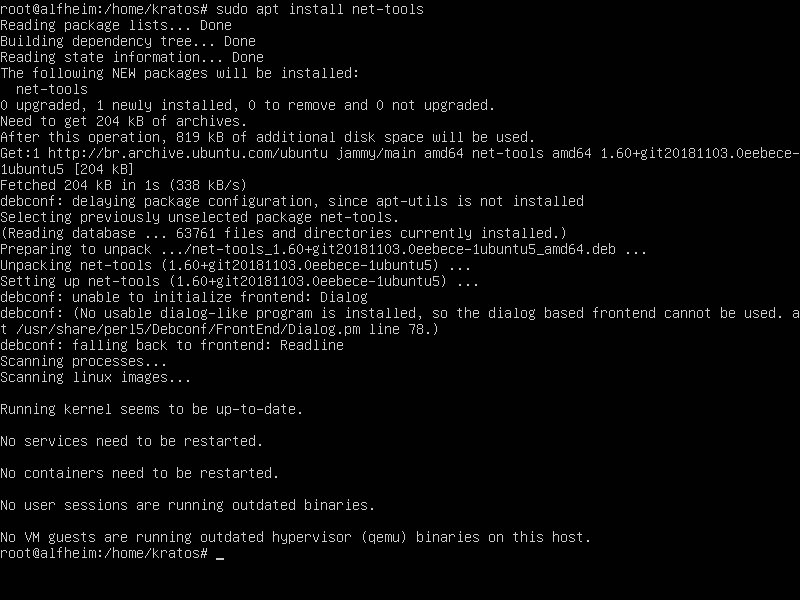 root@alfheim:/home/kratos# sudo apt install net-tools
Reading package lists... Done
Building dependency tree... Done
Reading state information... Done
The following NEW packages will be installed:
  net-tools
0 upgraded, 1 newly installed, 0 to remove and 0 not upgraded.
Need to get 204 kB of archives.
After this operation, 819 kB of additional disk space will be used.
Get:1 http://br.archive.ubuntu.com/ubuntu jammy/main amd64 net-tools amd64 1.60+git20181103.0eebece-
1ubuntu5 [204 kB]
Fetched 204 kB in 1s (338 kB/s)
debconf: delaying package configuration, since apt-utils is not installed
Selecting previously unselected package net-tools.
(Reading database ... 63761 files and directories currently installed.)
Preparing to unpack .../net-tools_1.60+git20181103.0eebece-1ubuntu5_amd64.deb ...
Unpacking net-tools (1.60+git20181103.0eebece-1ubuntu5) ...
Setting up net-tools (1.60+git20181103.0eebece-1ubuntu5) ...
debconf: unable to initialize frontend: Dialog
debconf: (No usable dialog-like program is installed, so the dialog based frontend cannot be used. a
t /usr/share/perl5/Debconf/FrontEnd/Dialog.pm line 78.)
debconf: falling back to frontend: Readline
Scanning processes...
Scanning linux images...

Running kernel seems to be up-to-date.

No services need to be restarted.

No containers need to be restarted.

No user sessions are running outdated binaries.

No VM guests are running outdated hypervisor (qemu) binaries on this host.
root@alfheim:/home/kratos# _